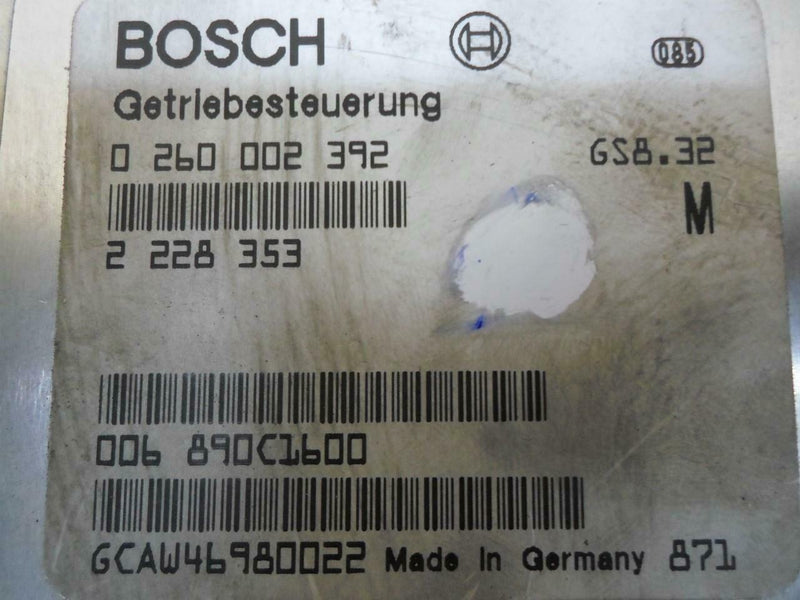 BOSCH 085
Getriebesteuerung
0 260 002 392 GS8.32
M
2 228 353
006 890C1600
GCAW46980022 Made In Germany 871